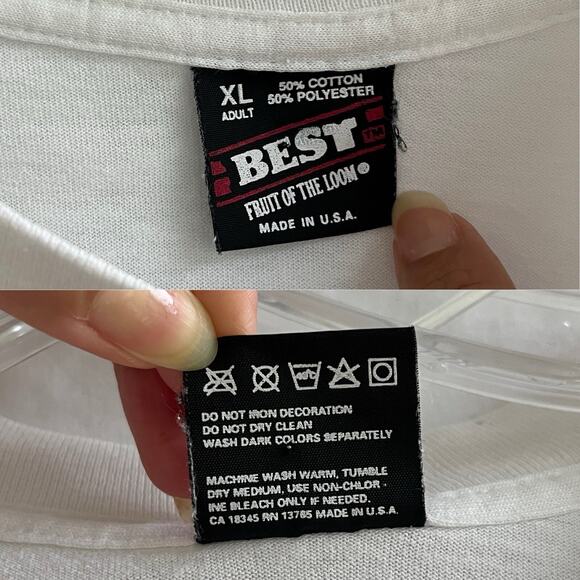 XL
ADULT
50% COTTON
50% POLYESTER
BEST TM
FRUIT OF THE LOOM®
MADE IN U.S.A.
40°C
DO NOT IRON DECORATION
DO NOT DRY CLEAN
WASH DARK COLORS SEPARATELY
MACHINE WASH WARM, TUMBLE
DRY MEDIUM, USE NON-CHLOR-
INE BLEACH ONLY IF NEEDED.
CA 18345 RN 13765 MADE IN U.S.A.